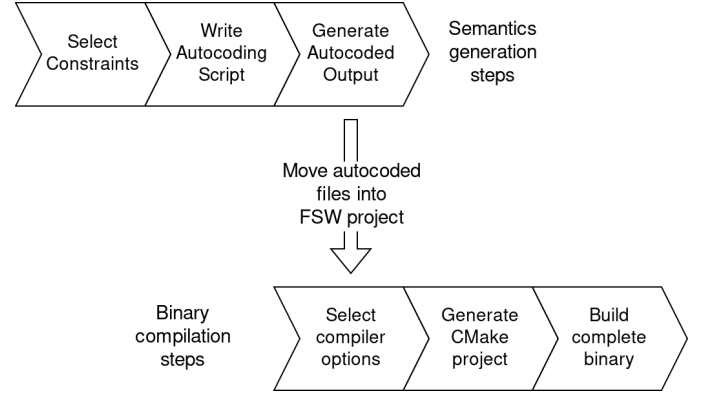 Select
Constraints
Write
Autocoding
Script
Generate
Autocoded
Output
Semantics
generation
steps
Move autocoded
files into
FSW project
Binary
compilation
steps
Select
compiler
options
Generate
CMake
project
Build
complete
binary